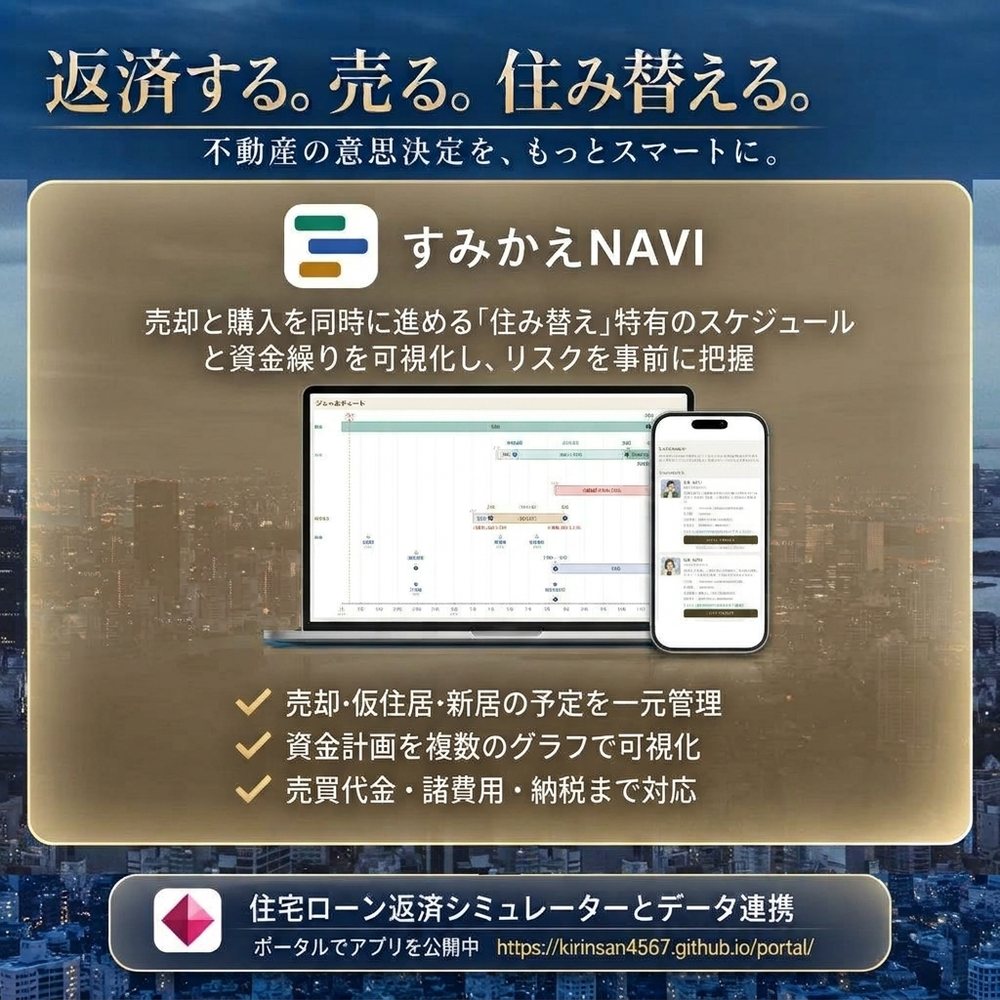 返済する。売る。住み替える。
不動産の意思決定を、もっとスマートに。
すみかえNAVI
売却と購入を同時に進める「住み替え」特有のスケジュール
と資金繰りを可視化し、リスクを事前に把握
売却・仮住居・新居の予定を一元管理
資金計画を複数のグラフで可視化
売買代金・諸費用・納税まで対応
住宅ローン返済シミュレーターとデータ連携
ポータルでアプリを公開中 https://kirinsan4567.github.io/portal/